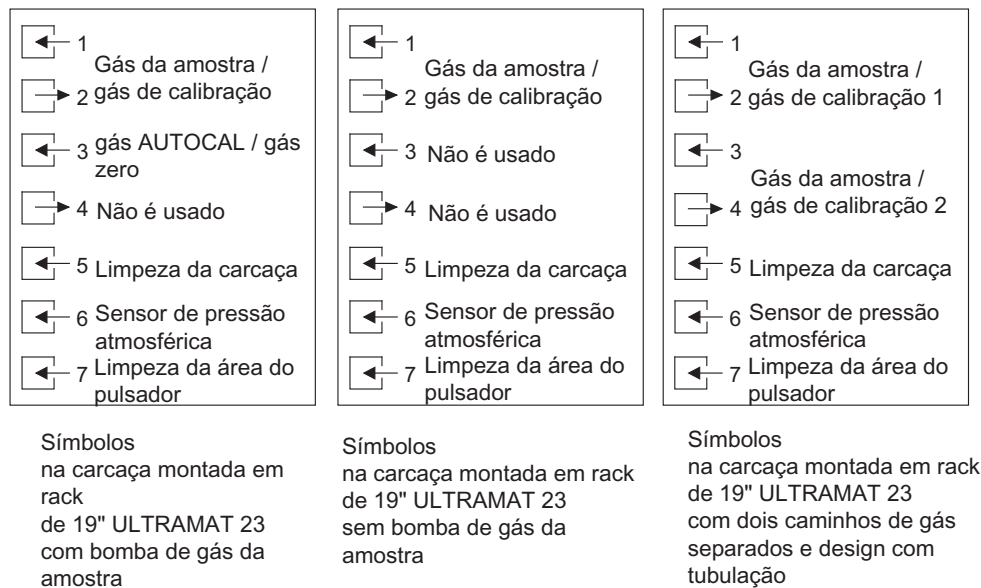 1
Gás da amostra /
2 gás de calibração
3 gás AUTOCAL / gás
zero
4 Não é usado
5 Limpeza da carcaça
6 Sensor de pressão
atmosférica
7 Limpeza da área do
pulsador
Símbolos
na carcaça montada em
rack
de 19" ULTRAMAT 23
com bomba de gás da
amostra
1
Gás da amostra /
2 gás de calibração
3 Não é usado
4 Não é usado
5 Limpeza da carcaça
6 Sensor de pressão
atmosférica
7 Limpeza da área do
pulsador
Símbolos
na carcaça montada em rack
de 19" ULTRAMAT 23
sem bomba de gás da
amostra
1
Gás da amostra /
2 gás de calibração 1
3
Gás da amostra /
4 gás de calibração 2
5 Limpeza da carcaça
6 Sensor de pressão
atmosférica
7 Limpeza da área do
pulsador
Símbolos
na carcaça montada em rack
de 19" ULTRAMAT 23
com dois caminhos de gás
separados e design com
tubulação